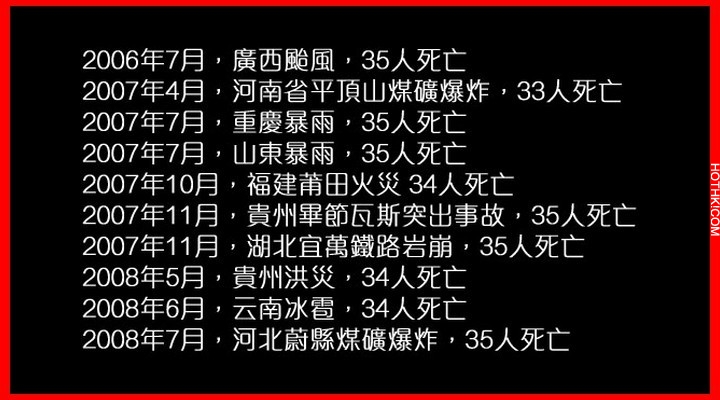 2006年7月，廣西颱風，35人死亡
2007年4月，河南省平頂山煤礦爆炸，33人死亡
2007年7月，重慶暴雨，35人死亡
2007年7月，山東暴雨，35人死亡
2007年10月，福建莆田火災 34人死亡
2007年11月，貴州畢節瓦斯突出事故，35人死亡
2007年11月，湖北宜萬鐵路岩崩，35人死亡
2008年5月，貴州洪災，34人死亡
2008年6月，云南冰雹，34人死亡
2008年7月，河北蔚縣煤礦爆炸，35人死亡
HOTHK!COM